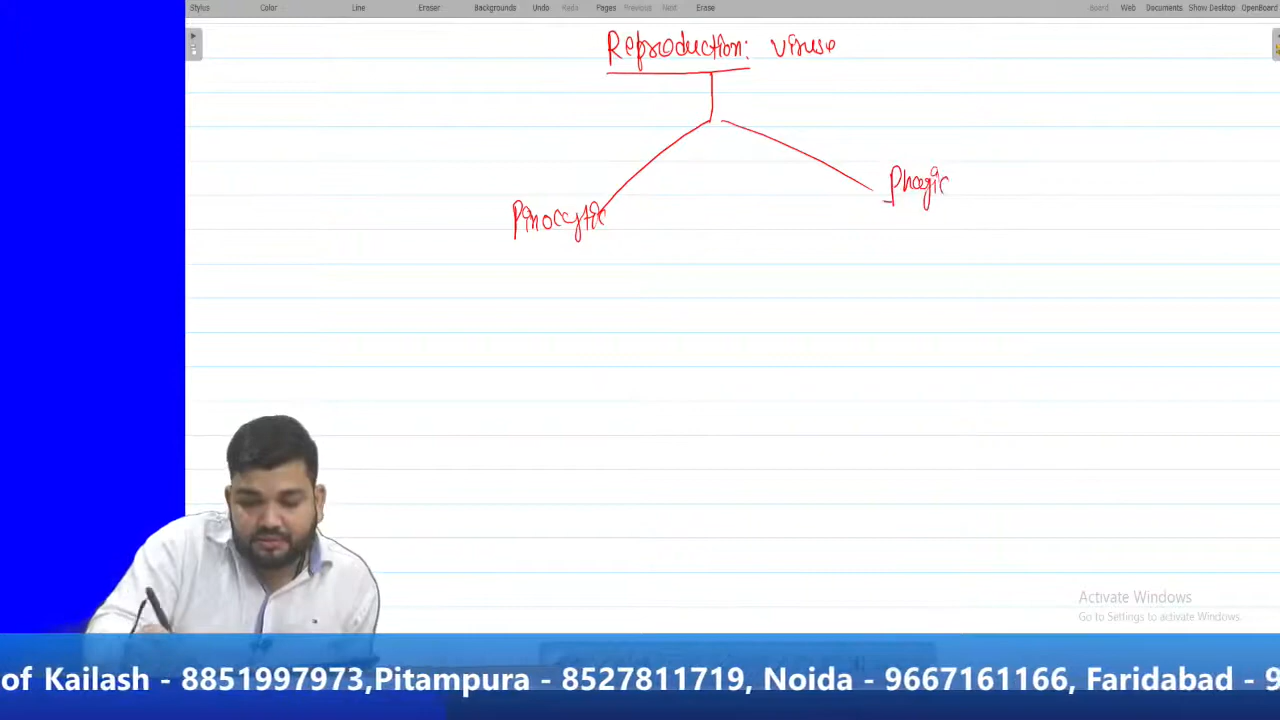 Stylus Color Line Eraser Backgrounds Undo Redo Pages Previous Next Erase Board Web Documents Show Desktop OpenBoard
Reproduction: viruse
Phagic
Pinocytic
Activate Windows
Go to Settings to activate Windows.
of Kailash - 8851997973,Pitampura - 8527811719, Noida - 9667161166, Faridabad - 9